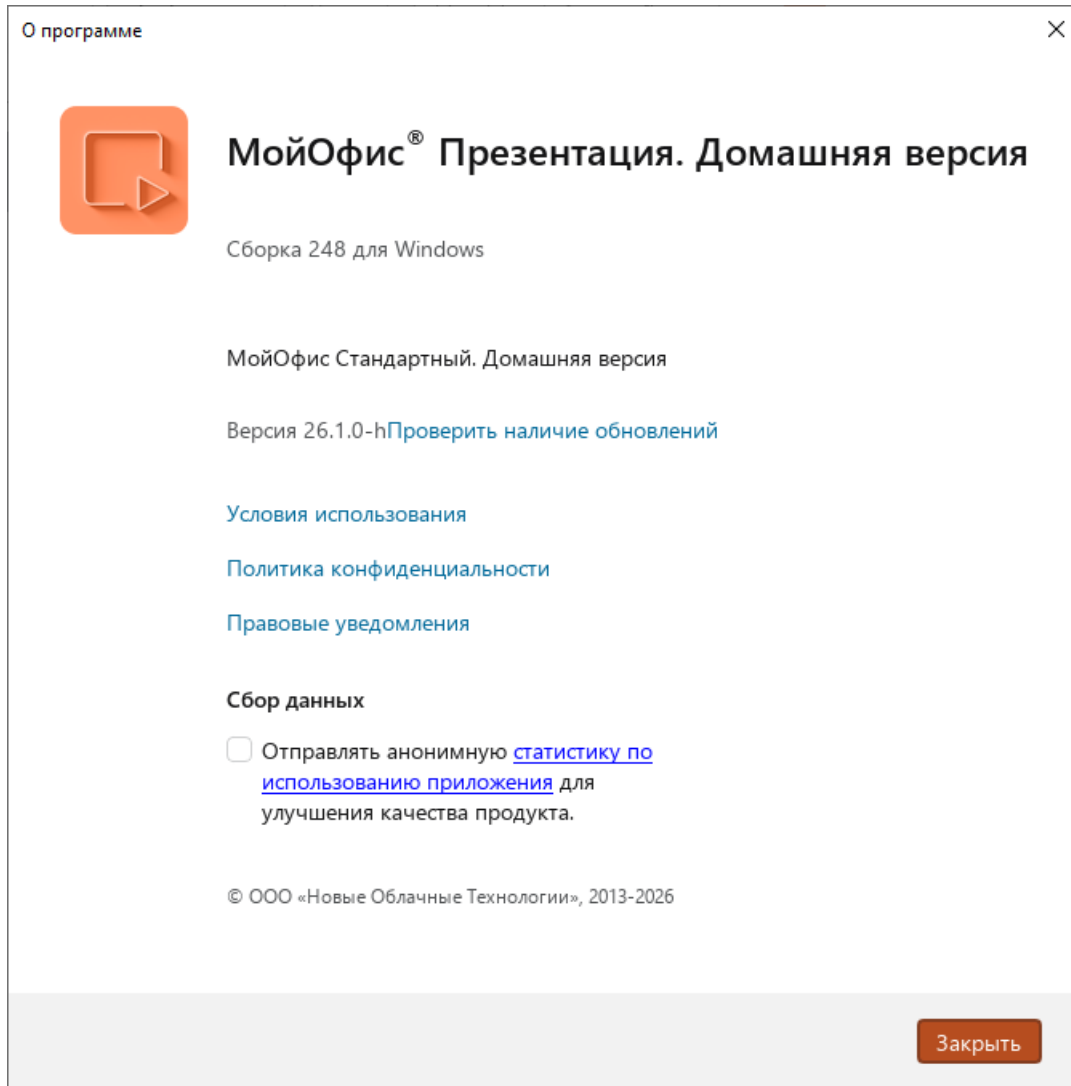 О программе
МойОфис® Презентация. Домашняя версия
Сборка 248 для Windows
МойОфис Стандартный. Домашняя версия
Версия 26.1.0-hПроверить наличие обновлений
Условия использования
Политика конфиденциальности
Правовые уведомления
Сбор данных
Отправлять анонимную статистику по
использованию приложения для
улучшения качества продукта.
© ООО «Новые Облачные Технологии», 2013-2026
Закрыть